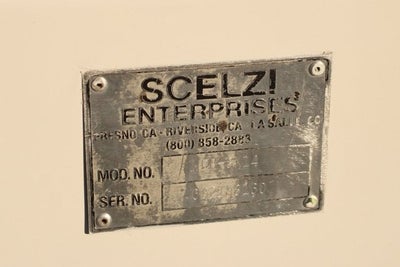 SCELZI
ENTERPRISES
FRESNO, CA - RIVERSIDE, CA LA SALLE, CO
(800) 858-2883
MOD. NO.
SER. NO.